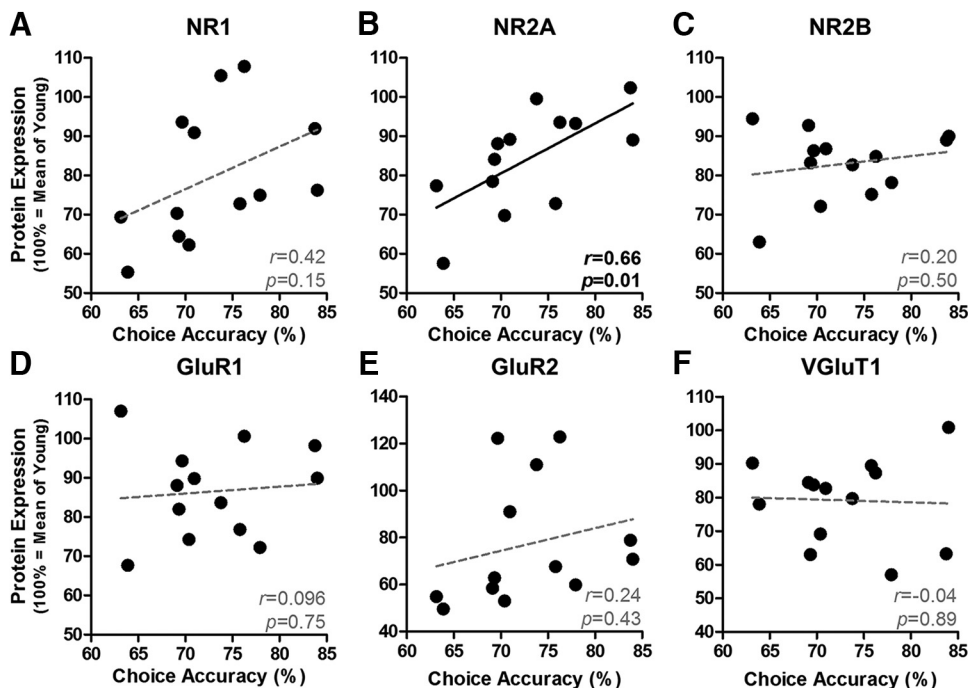 A NR1
B NR2A
C NR2B
Protein Expression
(100% = Mean of Young)
110
100
90
80
70
60
50
60 65 70 75 80 85
Choice Accuracy (%)
r=0.42
p=0.15
110
100
90
80
70
60
50
60 65 70 75 80 85
Choice Accuracy (%)
r=0.66
p=0.01
110
100
90
80
70
60
50
60 65 70 75 80 85
Choice Accuracy (%)
r=0.20
p=0.50
D GluR1
E GluR2
F VGluT1
Protein Expression
(100% = Mean of Young)
110
100
90
80
70
60
50
60 65 70 75 80 85
Choice Accuracy (%)
r=0.096
p=0.75
140
120
100
80
60
40
60 65 70 75 80 85
Choice Accuracy (%)
r=0.24
p=0.43
110
100
90
80
70
60
50
40
60 65 70 75 80 85
Choice Accuracy (%)
r=-0.04
p=0.89